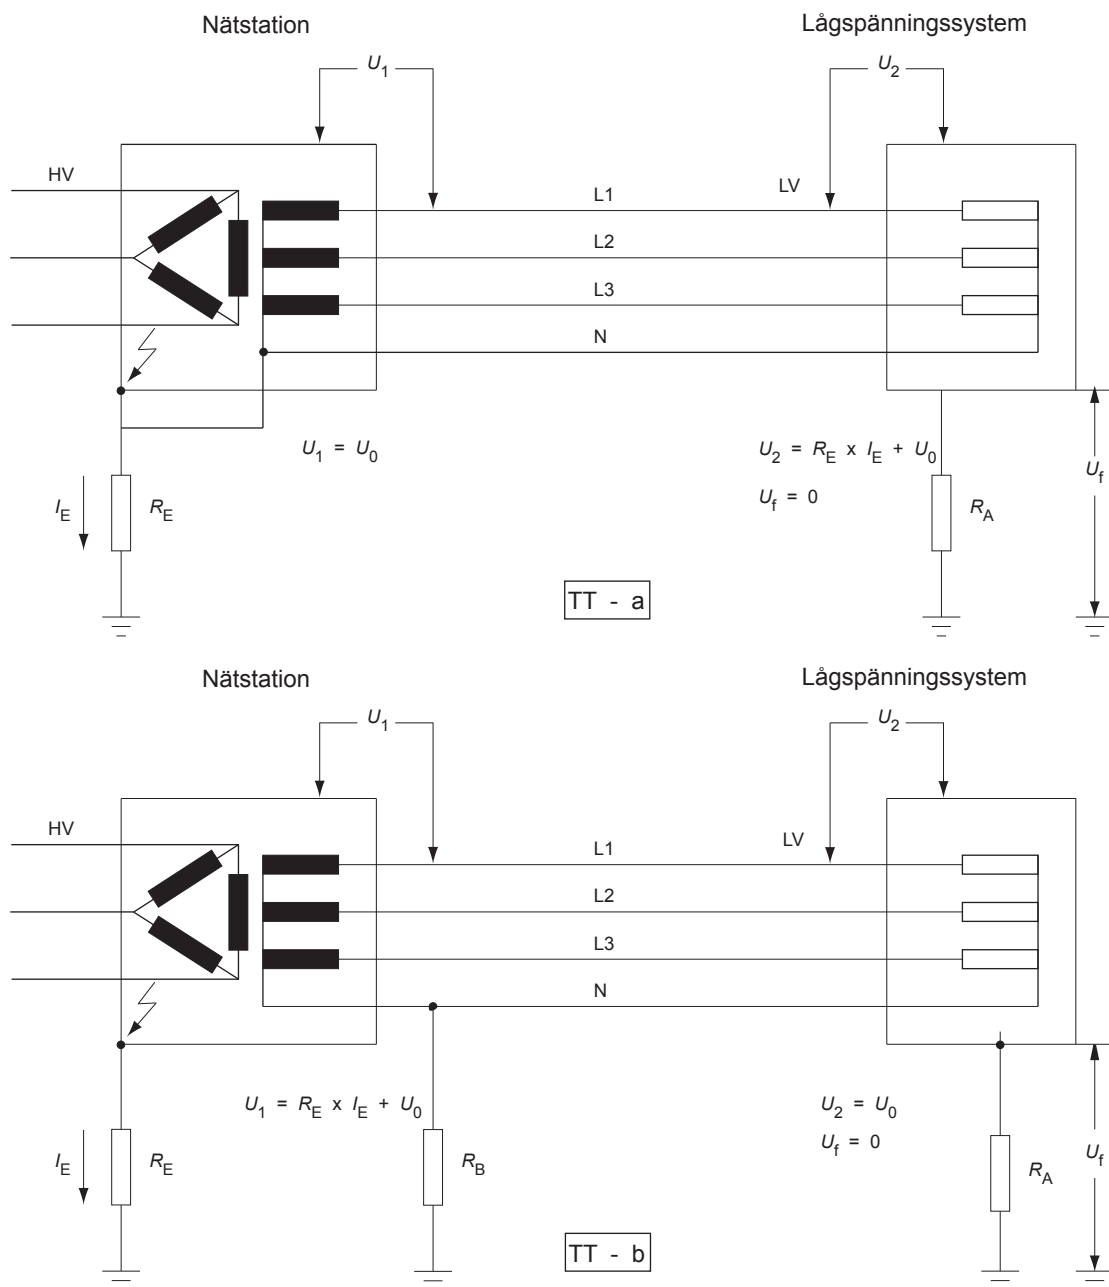 Nätstation
Lågspänningssystem
U1
U2
HV
L1
LV
L2
L3
N
U1 = U0
U2 = RE x IE + U0
Uf
Uf = 0
IE
RE
RA
TT - a
Nätstation
Lågspänningssystem
U1
U2
HV
L1
LV
L2
L3
N
U1 = RE x IE + U0
U2 = U0
Uf = 0
Uf
IE
RE
RB
RA
TT - b